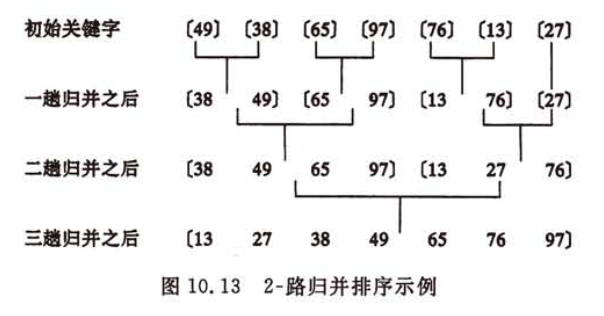 初始关键字 〔49〕 〔38〕 〔65〕 〔97〕 〔76〕 〔13〕 〔27〕
一趟归并之后 〔38 49〕 〔65 97〕 〔13 76〕 〔27〕
二趟归并之后 〔38 49 65 97〕 〔13 27 76〕
三趟归并之后 〔13 27 38 49 65 76 97〕
图 10.13 2-路归并排序示例